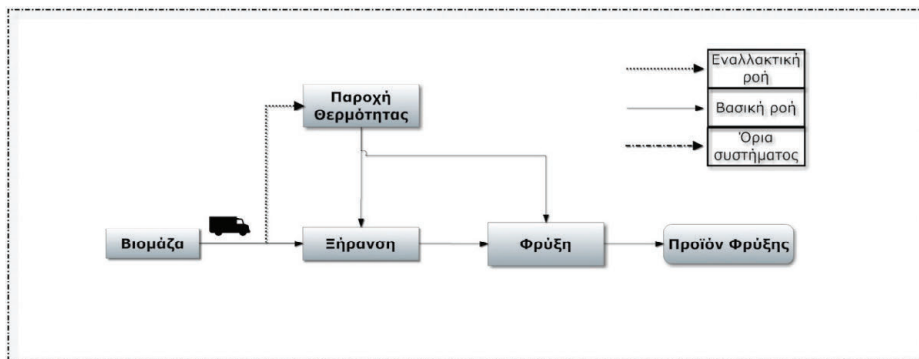 Παροχή
Θερμότητας
Εναλλακτική
ροή
Βασική ροή
Όρια
συστήματος
Βιομάζα
Ξήρανση
Φρύξη
Προϊόν Φρύξης